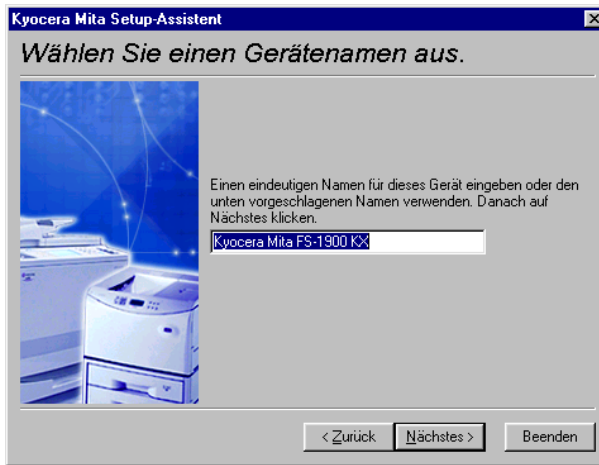 Kyocera Mita Setup-Assistent
Wählen Sie einen Gerätenamen aus.
Einen eindeutigen Namen für dieses Gerät eingeben oder den
unten vorgeschlagenen Namen verwenden. Danach auf
Nächstes klicken.
Kyocera Mita FS-1900 KX
< Zurück Nächstes > Beenden